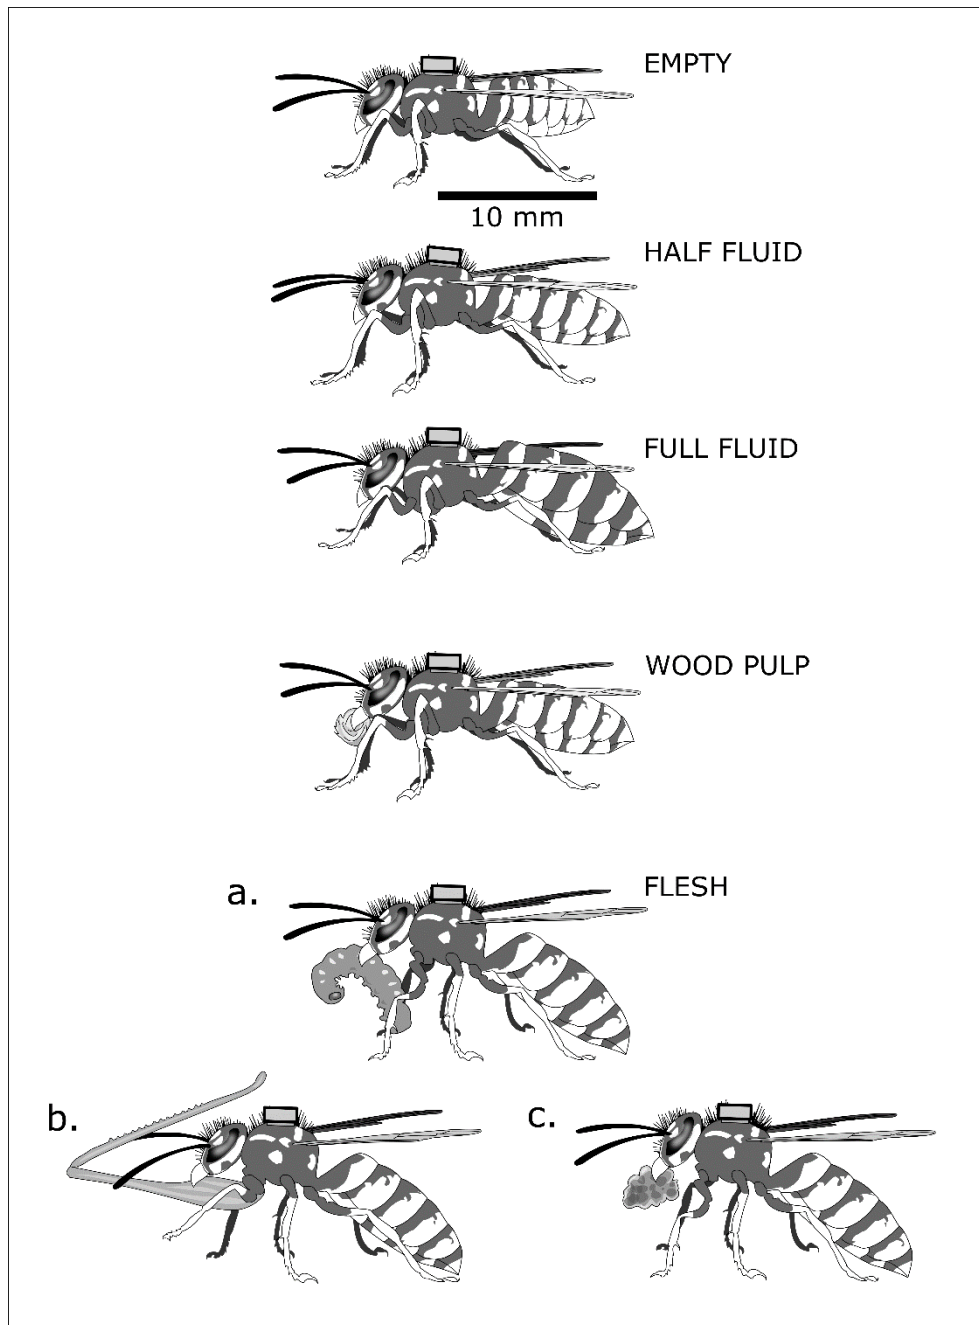 EMPTY
10 mm
HALF FLUID
FULL FLUID
WOOD PULP
a.
FLESH
b.
c.